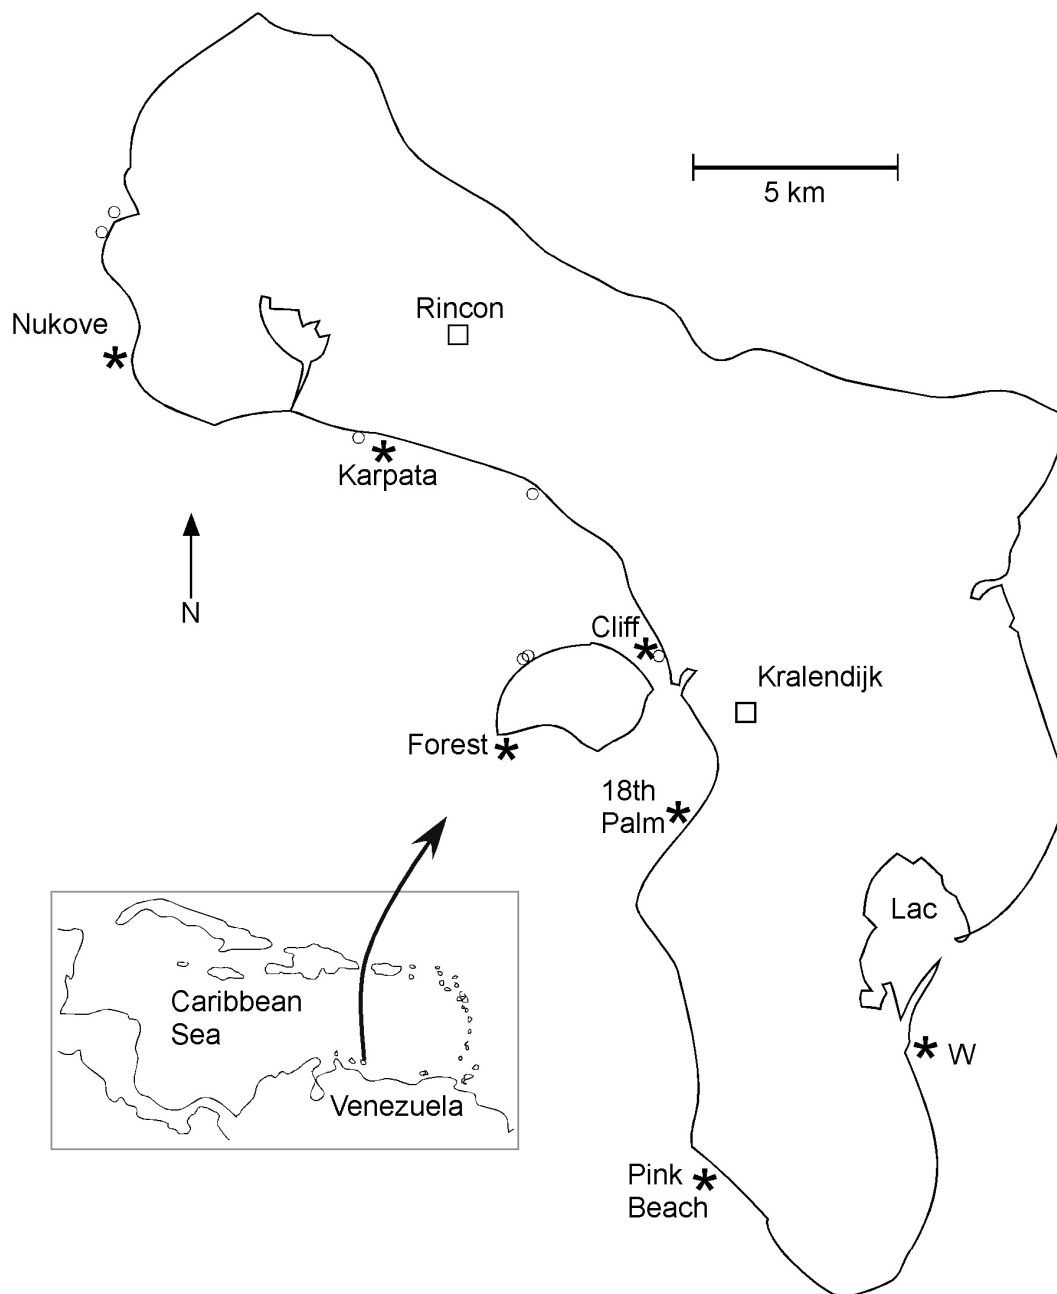 5 km
Rincon
Nukove
Karpata
N
Cliff
Kralendijk
Forest
18th
Palm
Lac
Caribbean
Sea
W
Venezuela
Pink
Beach